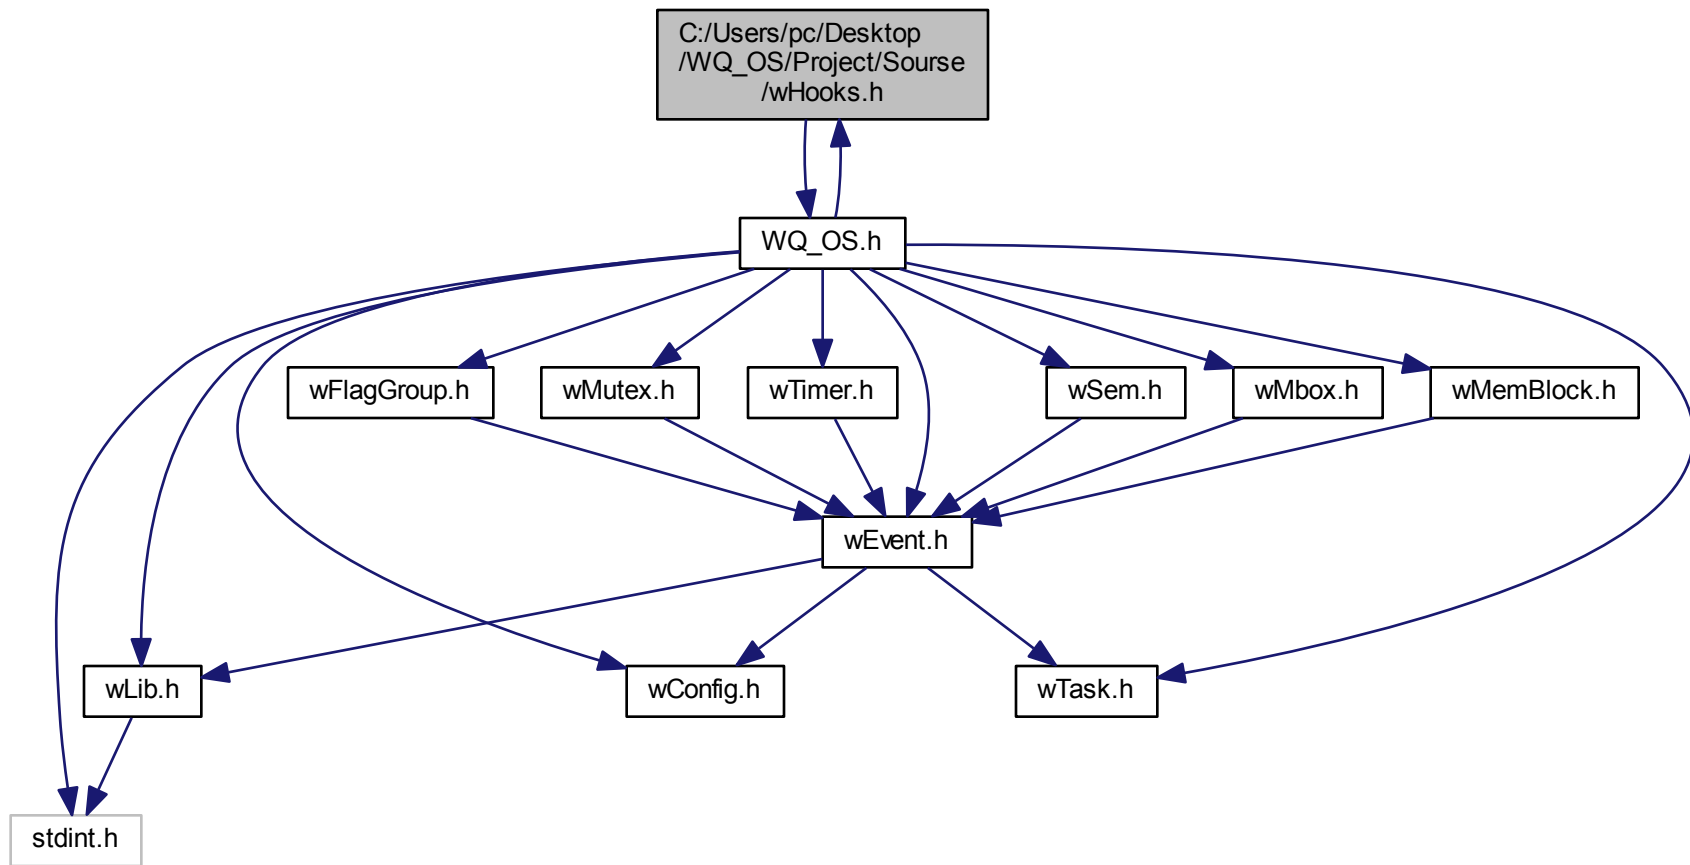 C:/Users/pc/Desktop
/WQ_OS/Project/Sourse
/wHooks.h
WQ_OS.h
wFlagGroup.h
wMutex.h
wTimer.h
wSem.h
wMbox.h
wMemBlock.h
wEvent.h
wLib.h
wConfig.h
wTask.h
stdint.h